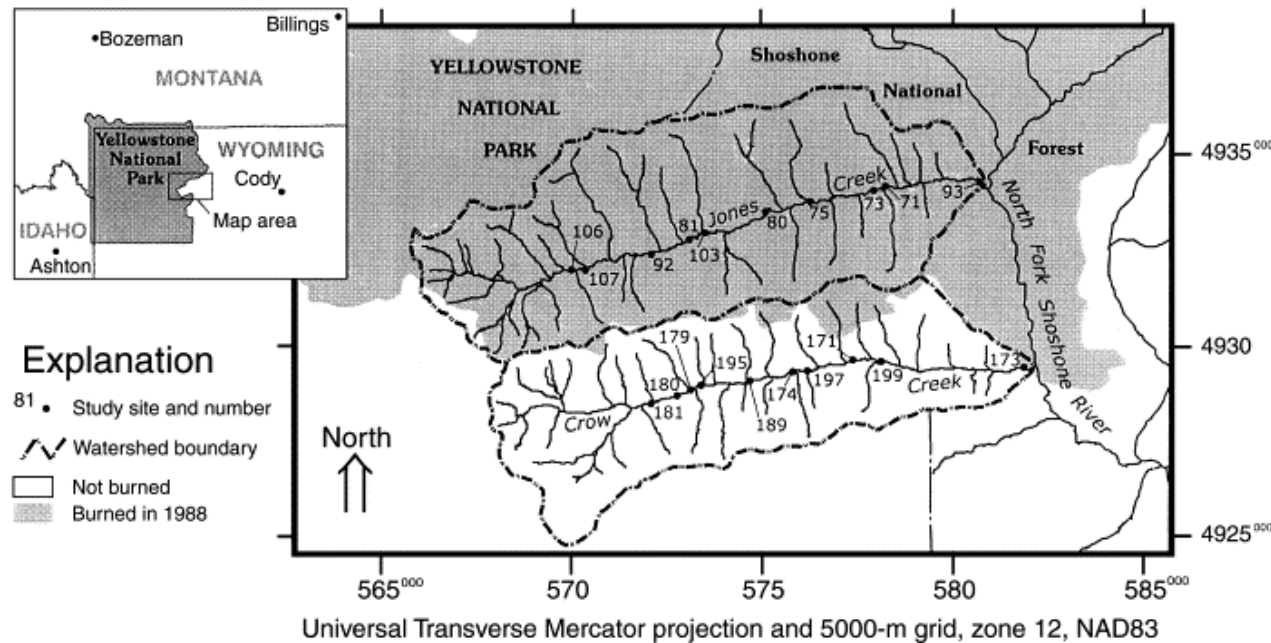 Billings
Bozeman
MONTANA
Yellowstone
National
Park
WYOMING
Cody
Map area
IDAHO
Ashton
YELLOWSTONE
NATIONAL
PARK
Shoshone
National
Forest
Jones
Creek
106
107
92
81
103
80
75
73
71
93
North Fork Shoshone River
Crow
Creek
179
180
181
195
189
174
171
197
199
173
4935000
4930
4925000
565000
570
575
580
585000
Explanation
81 Study site and number
Watershed boundary
Not burned
Burned in 1988
North
Universal Transverse Mercator projection and 5000-m grid, zone 12, NAD83